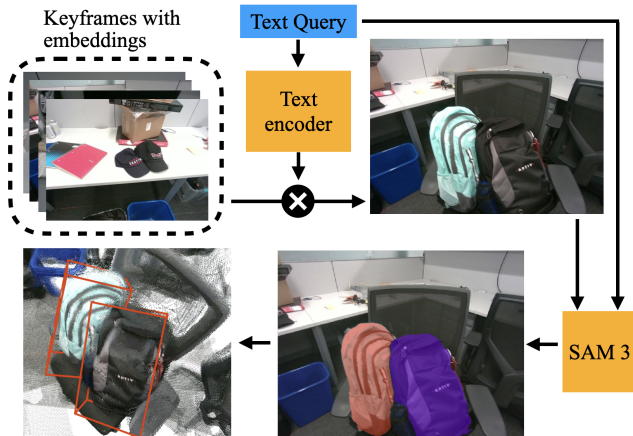 Keyframes with
embeddings
Text Query
Text
encoder
SAM 3